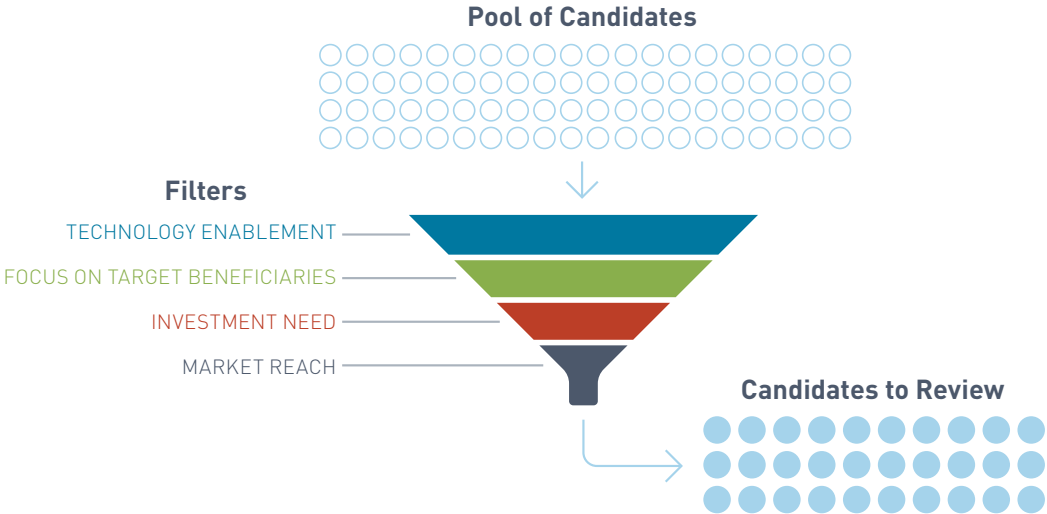 Pool of Candidates
Filters
TECHNOLOGY ENABLEMENT
FOCUS ON TARGET BENEFICIARIES
INVESTMENT NEED
MARKET REACH
Candidates to Review